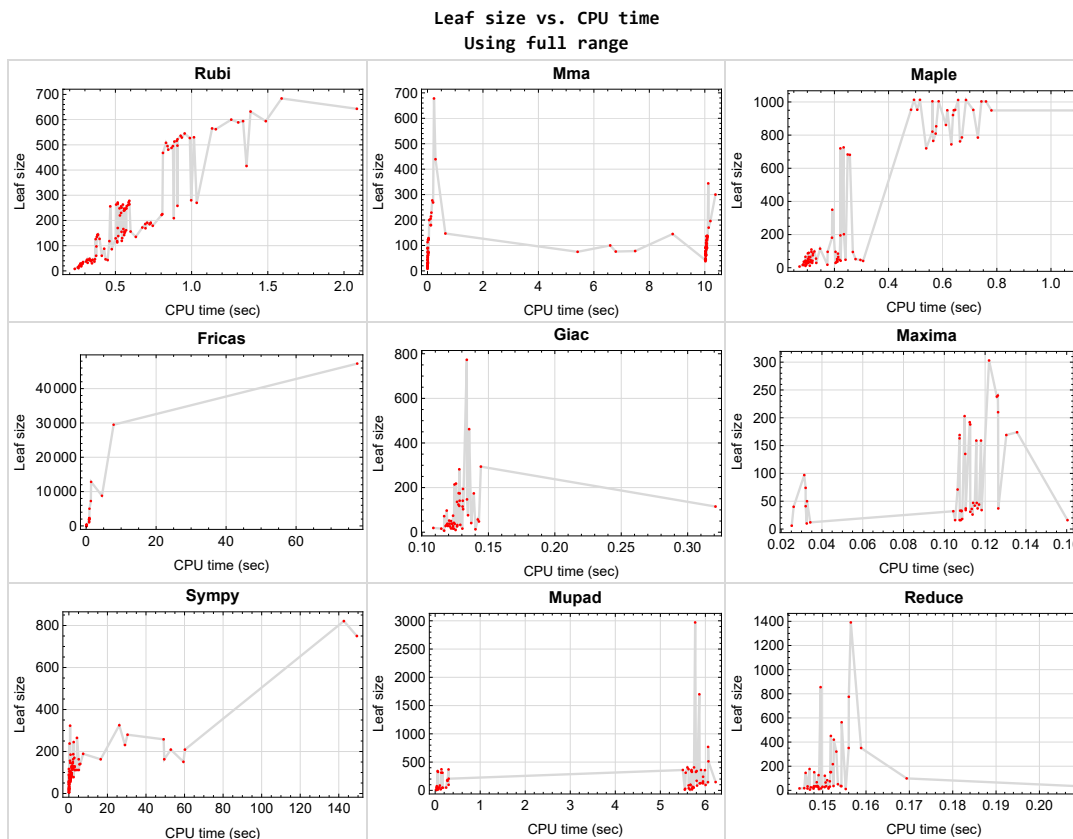 Leaf size vs. CPU time
Using full range
Rubi
Leaf size
700
600
500
400
300
200
100
0
0.5 1.0 1.5 2.0
CPU time (sec)
Mma
Leaf size
700
600
500
400
300
200
100
0
0 2 4 6 8 10
CPU time (sec)
Maple
Leaf size
1000
800
600
400
200
0
0.2 0.4 0.6 0.8 1.0
CPU time (sec)
Fricas
Leaf size
40 000
30 000
20 000
10 000
0
0 20 40 60
CPU time (sec)
Giac
Leaf size
800
600
400
200
0
0.10 0.15 0.20 0.25 0.30
CPU time (sec)
Maxima
Leaf size
300
250
200
150
100
50
0
0.02 0.04 0.06 0.08 0.10 0.12 0.14 0.16
CPU time (sec)
Sympy
Leaf size
800
600
400
200
0
0 20 40 60 80 100 120 140
CPU time (sec)
Mupad
Leaf size
3000
2500
2000
1500
1000
500
0
0 1 2 3 4 5 6
CPU time (sec)
Reduce
Leaf size
1400
1200
1000
800
600
400
200
0
0.15 0.16 0.17 0.18 0.19 0.20
CPU time (sec)